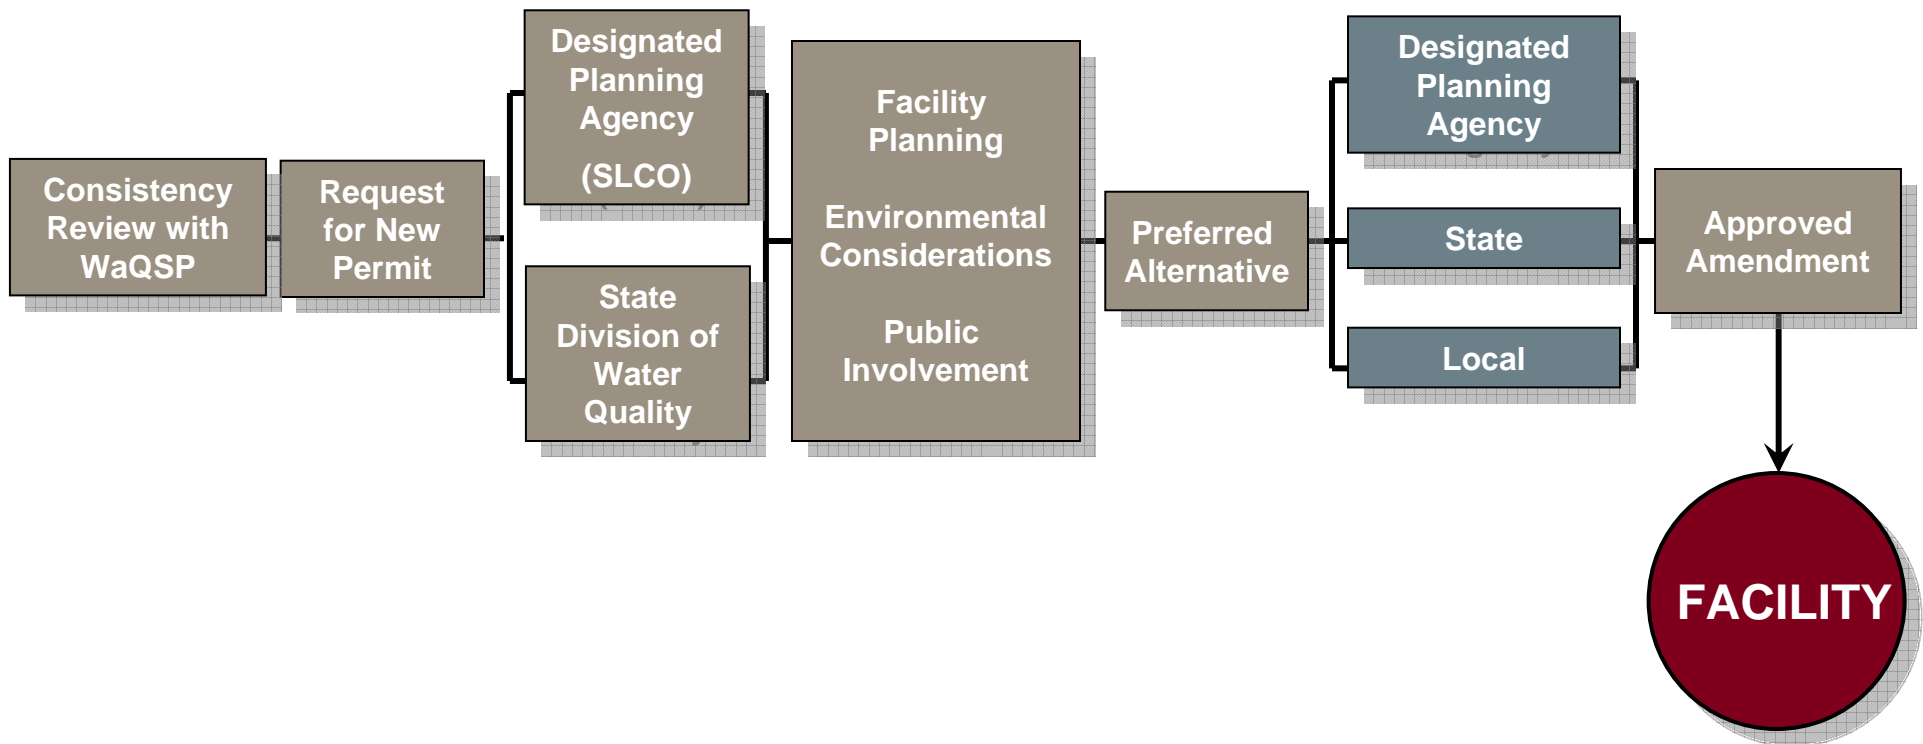 Consistency
Review with
WaQSP
Request
for New
Permit
Designated
Planning
Agency
(SLCO)
State
Division of
Water
Quality
Facility
Planning
Environmental
Considerations
Public
Involvement
Preferred
Alternative
Designated
Planning
Agency
State
Local
Approved
Amendment
FACILITY